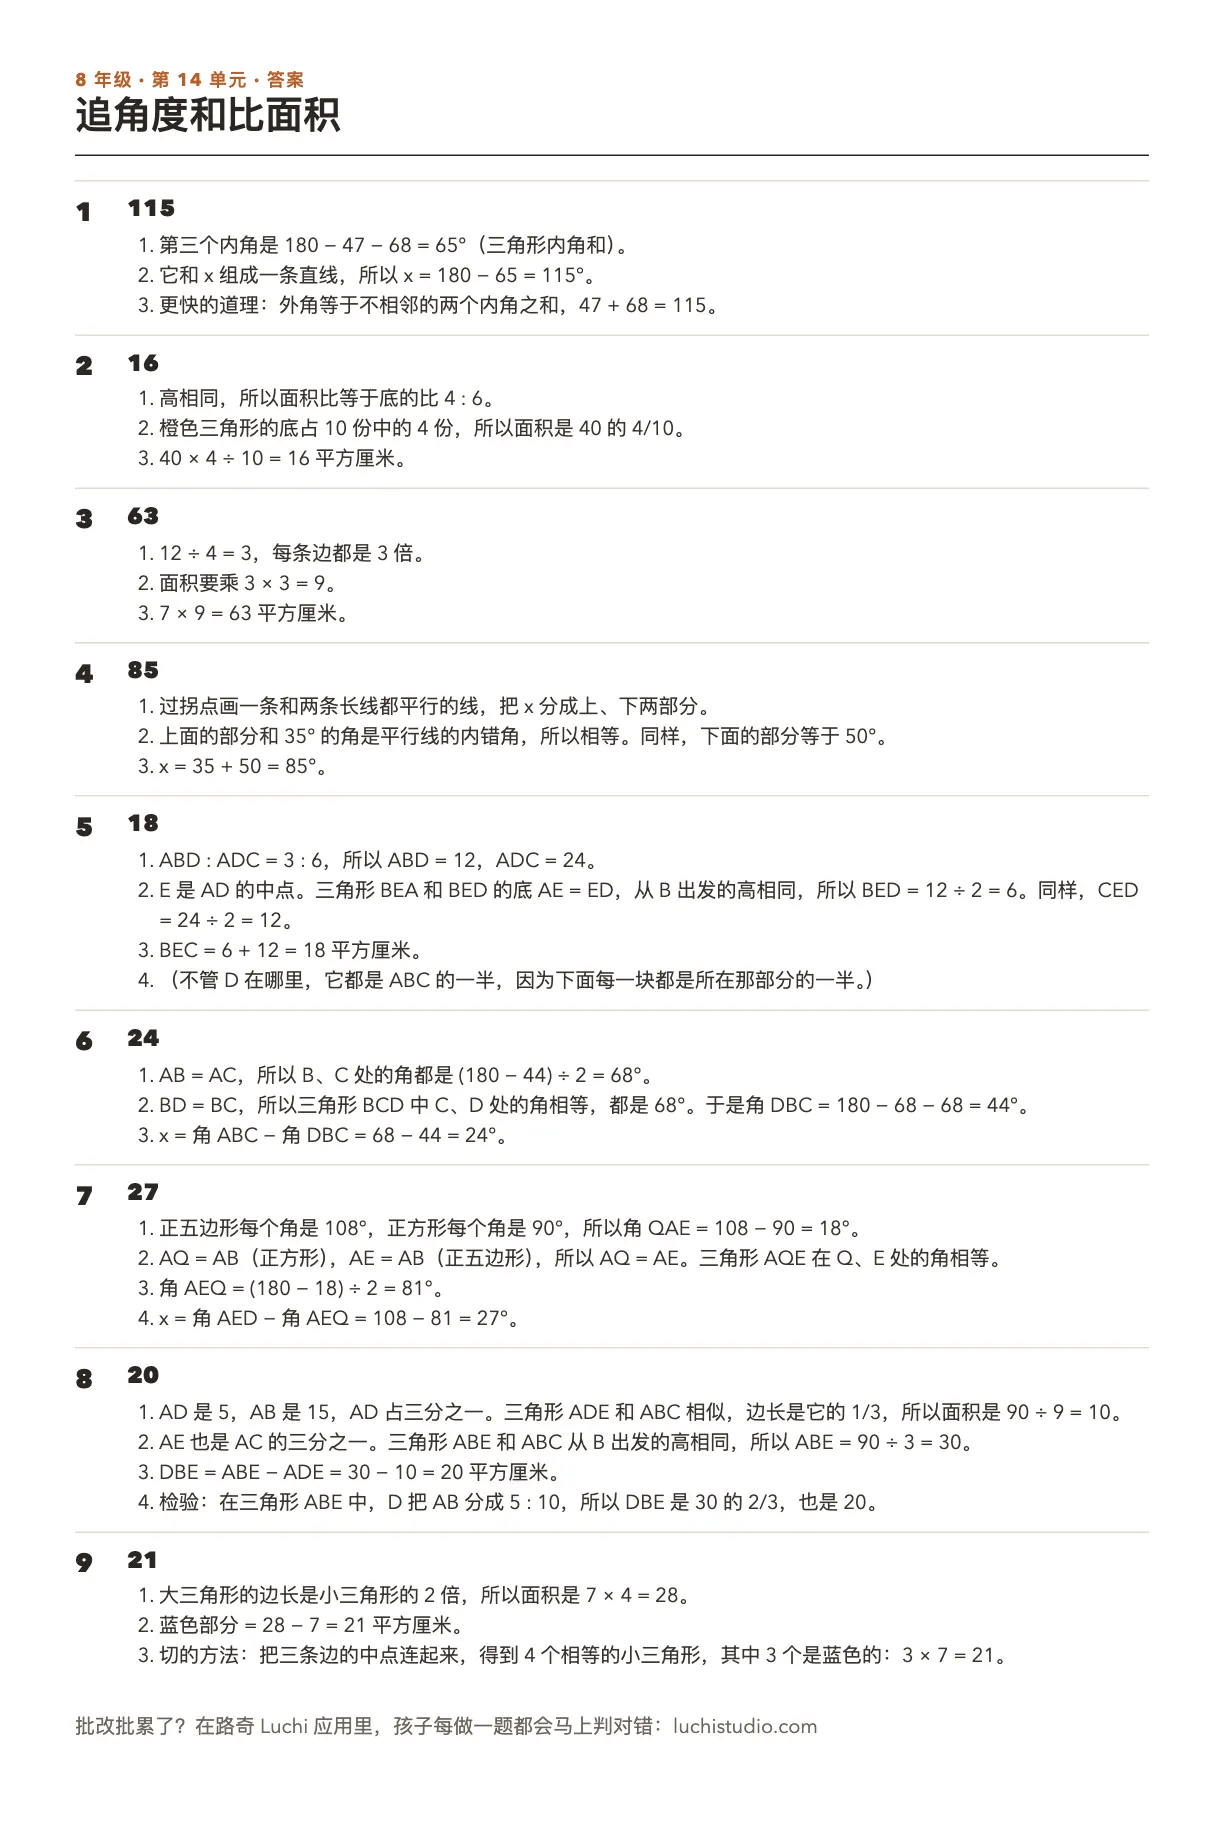 8 年级 · 第 14 单元 · 答案
追角度和比面积
1 115
1. 第三个内角是 180 − 47 − 68 = 65°（三角形内角和）。
2. 它和 x 组成一条直线，所以 x = 180 − 65 = 115°。
3. 更快的道理：外角等于不相邻的两个内角之和，47 + 68 = 115。
2 16
1. 高相同，所以面积比等于底的比 4 : 6。
2. 橙色三角形的底占 10 份中的 4 份，所以面积是 40 的 4/10。
3. 40 × 4 ÷ 10 = 16 平方厘米。
3 63
1. 12 ÷ 4 = 3，每条边都是 3 倍。
2. 面积要乘 3 × 3 = 9。
3. 7 × 9 = 63 平方厘米。
4 85
1. 过拐点画一条和两条长线都平行的线，把 x 分成上、下两部分。
2. 上面的部分和 35° 的角是平行线的内错角，所以相等。同样，下面的部分等于 50°。
3. x = 35 + 50 = 85°。
5 18
1. ABD : ADC = 3 : 6，所以 ABD = 12，ADC = 24。
2. E 是 AD 的中点。三角形 BEA 和 BED 的底 AE = ED，从 B 出发的高相同，所以 BED = 12 ÷ 2 = 6。同样，CED
= 24 ÷ 2 = 12。
3. BEC = 6 + 12 = 18 平方厘米。
4. （不管 D 在哪里，它都是 ABC 的一半，因为下面每一块都是所在那部分的一半。）
6 24
1. AB = AC，所以 B、C 处的角都是 (180 − 44) ÷ 2 = 68°。
2. BD = BC，所以三角形 BCD 中 C、D 处的角相等，都是 68°。于是角 DBC = 180 − 68 − 68 = 44°。
3. x = 角 ABC − 角 DBC = 68 − 44 = 24°。
7 27
1. 正五边形每个角是 108°，正方形每个角是 90°，所以角 QAE = 108 − 90 = 18°。
2. AQ = AB（正方形），AE = AB（正五边形），所以 AQ = AE。三角形 AQE 在 Q、E 处的角相等。
3. 角 AEQ = (180 − 18) ÷ 2 = 81°。
4. x = 角 AED − 角 AEQ = 108 − 81 = 27°。
8 20
1. AD 是 5，AB 是 15，AD 占三分之一。三角形 ADE 和 ABC 相似，边长是它的 1/3，所以面积是 90 ÷ 9 = 10。
2. AE 也是 AC 的三分之一。三角形 ABE 和 ABC 从 B 出发的高相同，所以 ABE = 90 ÷ 3 = 30。
3. DBE = ABE − ADE = 30 − 10 = 20 平方厘米。
4. 检验：在三角形 ABE 中，D 把 AB 分成 5 : 10，所以 DBE 是 30 的 2/3，也是 20。
9 21
1. 大三角形的边长是小三角形的 2 倍，所以面积是 7 × 4 = 28。
2. 蓝色部分 = 28 − 7 = 21 平方厘米。
3. 切的方法：把三条边的中点连起来，得到 4 个相等的小三角形，其中 3 个是蓝色的：3 × 7 = 21。
批改批累了？在路奇 Luchi 应用里，孩子每做一题都会马上判对错：luchistudio.com